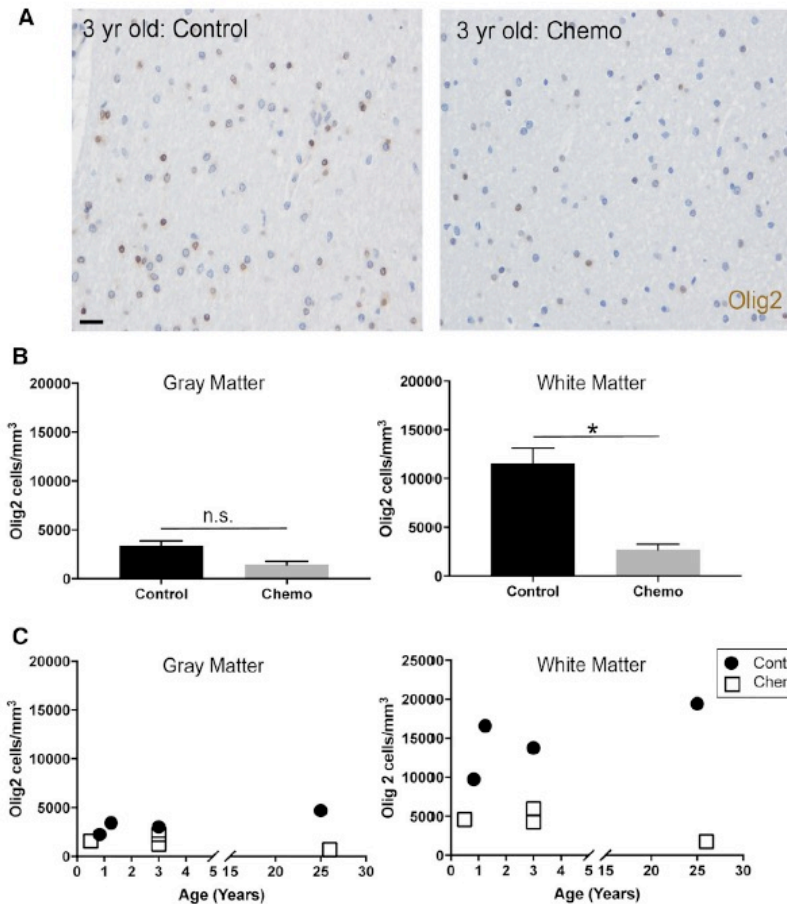 A
3 yr old: Control
3 yr old: Chemo
Olig2
B
Gray Matter
Olig2 cells/mm³
20000
15000
10000
5000
0
n.s.
Control
Chemo
White Matter
Olig2 cells/mm³
20000
15000
10000
5000
0
*
Control
Chemo
C
Gray Matter
Olig2 cells/mm³
20000
15000
10000
5000
0
0 1 2 3 4 5 15 20 25 30
Age (Years)
White Matter
Olig 2 cells/mm³
25000
20000
15000
10000
5000
0
0 1 2 3 4 5 15 20 25 30
Age (Years)
Cont
Cher